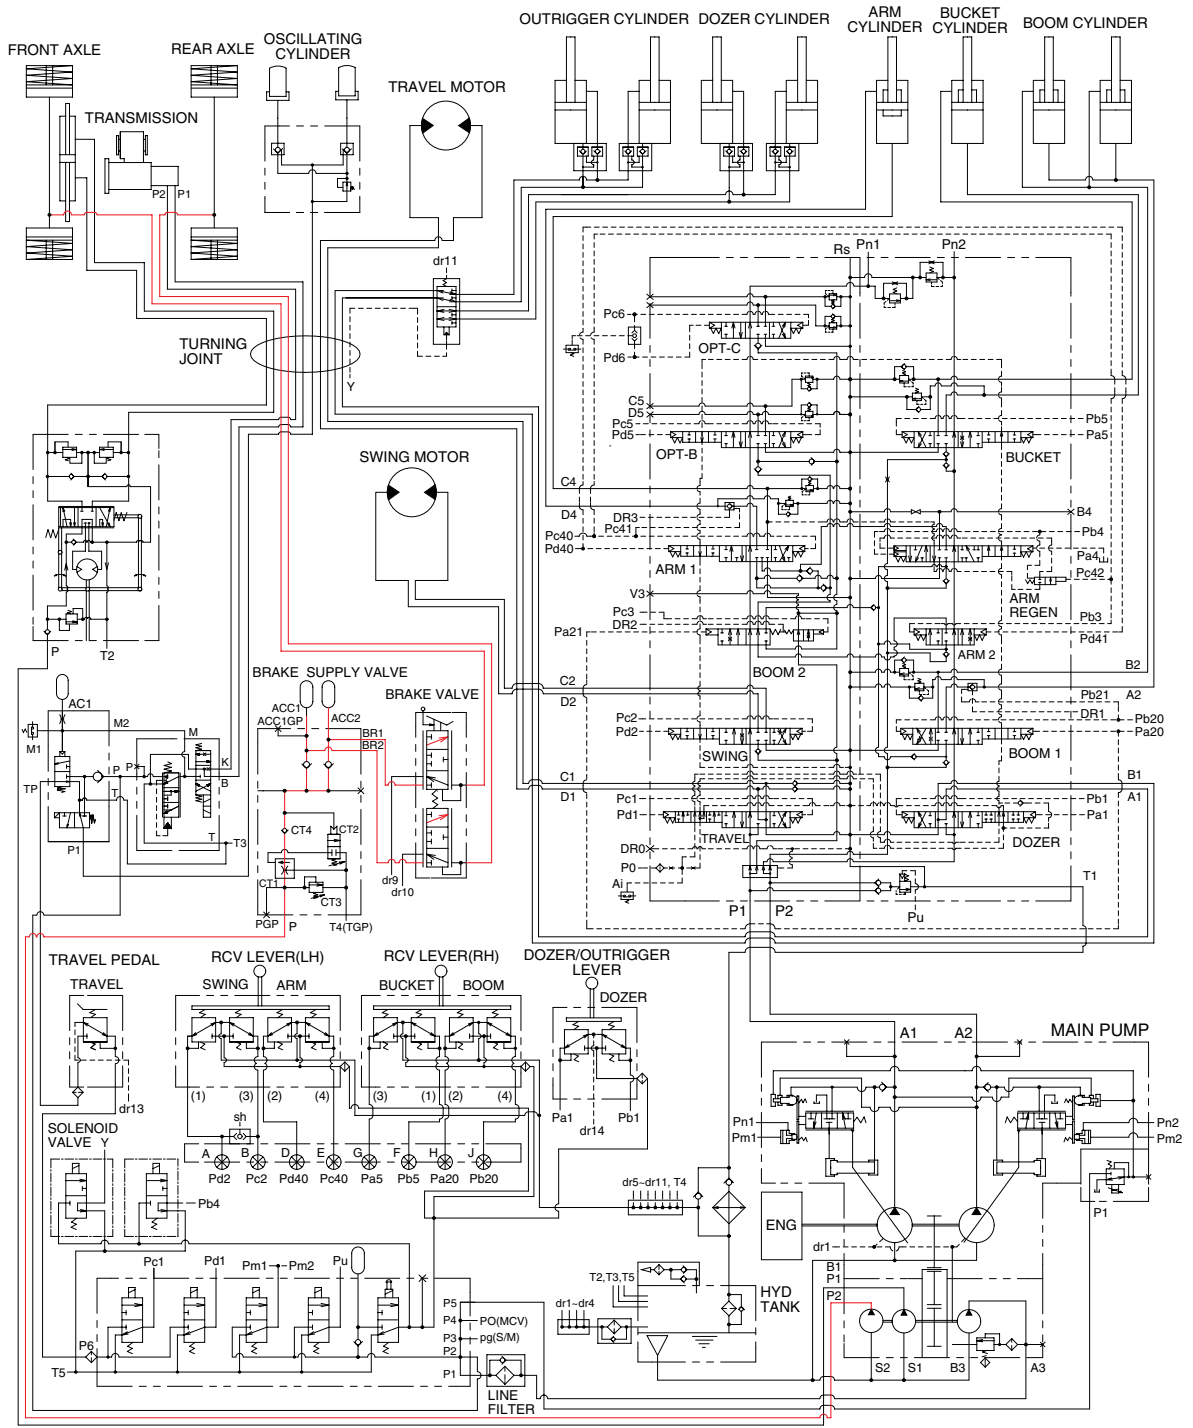 OUTRIGGER CYLINDER
DOZER CYLINDER
ARM
CYLINDER
BUCKET
CYLINDER
BOOM CYLINDER
FRONT AXLE
REAR AXLE
OSCILLATING
CYLINDER
TRAVEL MOTOR
TRANSMISSION
P2 P1
dr11
Rs
Pn1
Pn2
Pc6
Pd6
OPT-C
TURNING
JOINT
Y
C5
D5
Pc5
Pd5
OPT-B
Pb5
Pa5
BUCKET
SWING MOTOR
C4
D4
DR3
Pc41
Pc40
Pd40
ARM 1
B4
Pb4
Pa4
Pc42
ARM
REGEN
V3
Pc3
DR2
Pa21
BOOM 2
Pb3
Pd41
ARM 2
P
T2
B2
A2
C2
D2
Pb21
DR1
Pb20
Pa20
Pc2
Pd2
SWING
BOOM 1
BRAKE SUPPLY VALVE
BRAKE VALVE
ACC1
ACC1GP
ACC2
BR1
BR2
AC1
M2
M1
M
K
B
P
P
T
TP
P1
T
T3
C1
D1
B1
A1
Pc1
Pd1
TRAVEL
Pb1
Pa1
DOZER
CT4
CT2
CT1
CT3
PGP
P
T4(TGP)
dr9
dr10
DR0
P0
Ai
P1
P2
Pu
T1
TRAVEL PEDAL
TRAVEL
dr13
RCV LEVER(LH)
SWING
ARM
RCV LEVER(RH)
BUCKET
BOOM
DOZER/OUTRIGGER
LEVER
DOZER
Pa1
dr14
Pb1
(1) (3) (2) (4) (3) (1) (2) (4)
sh
A B D E G F H J
Pd2 Pc2 Pd40 Pc40 Pa5 Pb5 Pa20 Pb20
SOLENOID
VALVE
Y
Pb4
Pc1
Pd1
Pm1
Pm2
Pu
P6
T5
P5
P4
P3
P2
P1
PO(MCV)
pg(S/M)
LINE
FILTER
dr5~dr11, T4
T2,T3,T5
dr1~dr4
HYD
TANK
MAIN PUMP
A1
A2
Pn1
Pm1
Pn2
Pm2
P1
ENG
dr1
B1
P1
P2
S2
S1
B3
A3